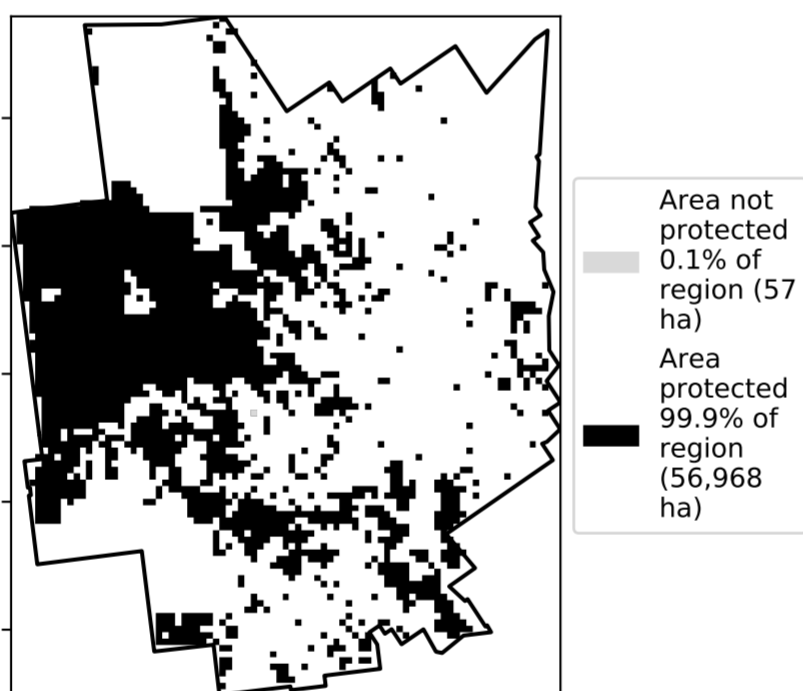 Area not
protected
0.1% of
region (57
ha)
Area
protected
99.9% of
region
(56,968
ha)